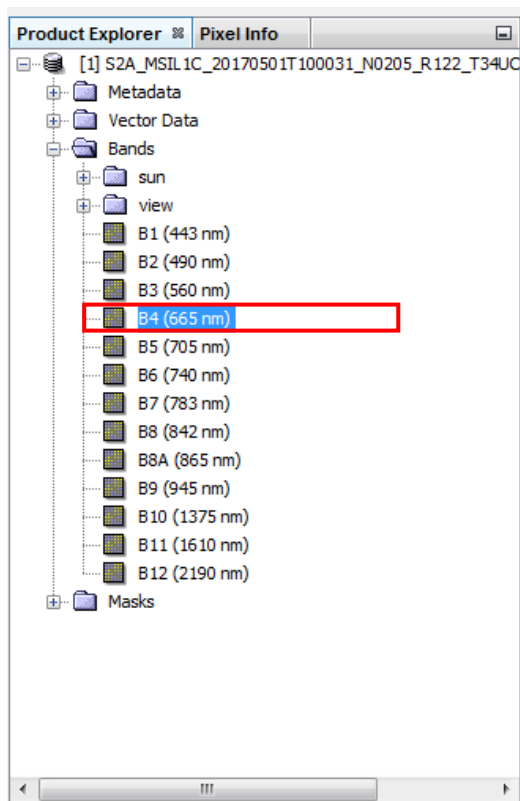 Product Explorer Pixel Info
[1] S2A_MSIL1C_20170501T100031_N0205_R122_T34UC
Metadata
Vector Data
Bands
sun
view
B1 (443 nm)
B2 (490 nm)
B3 (560 nm)
B4 (665 nm)
B5 (705 nm)
B6 (740 nm)
B7 (783 nm)
B8 (842 nm)
B8A (865 nm)
B9 (945 nm)
B10 (1375 nm)
B11 (1610 nm)
B12 (2190 nm)
Masks